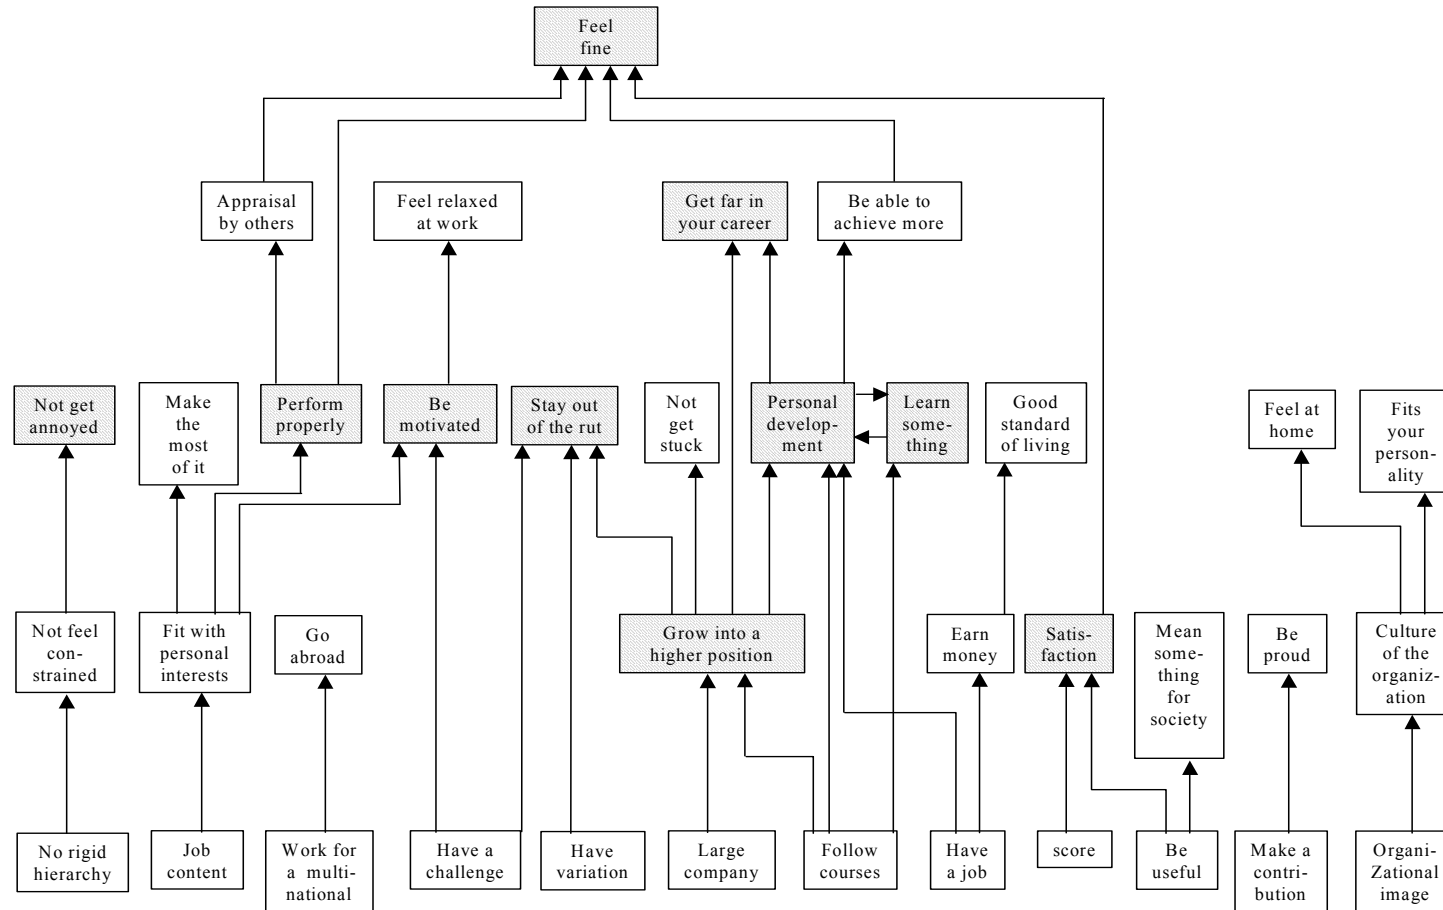 Feel
fine
Appraisal
by others
Feel relaxed
at work
Get far in
your career
Be able to
achieve more
Not get
annoyed
Make
the
most
of it
Perform
properly
Be
motivated
Stay out
of the rut
Not
get
stuck
Personal
develop-
ment
Learn
some-
thing
Good
standard
of living
Feel at
home
Fits
your
person-
ality
Not feel
con-
strained
Fit with
personal
interests
Go
abroad
Grow into a
higher position
Earn
money
Satis-
faction
Mean
some-
thing
for
society
Be
proud
Culture
of the
organiz-
ation
No rigid
hierarchy
Job
content
Work for
a multi-
national
Have a
challenge
Have
variation
Large
company
Follow
courses
Have
a job
score
Be
useful
Make a
contri-
bution
Organi-
Zational
image